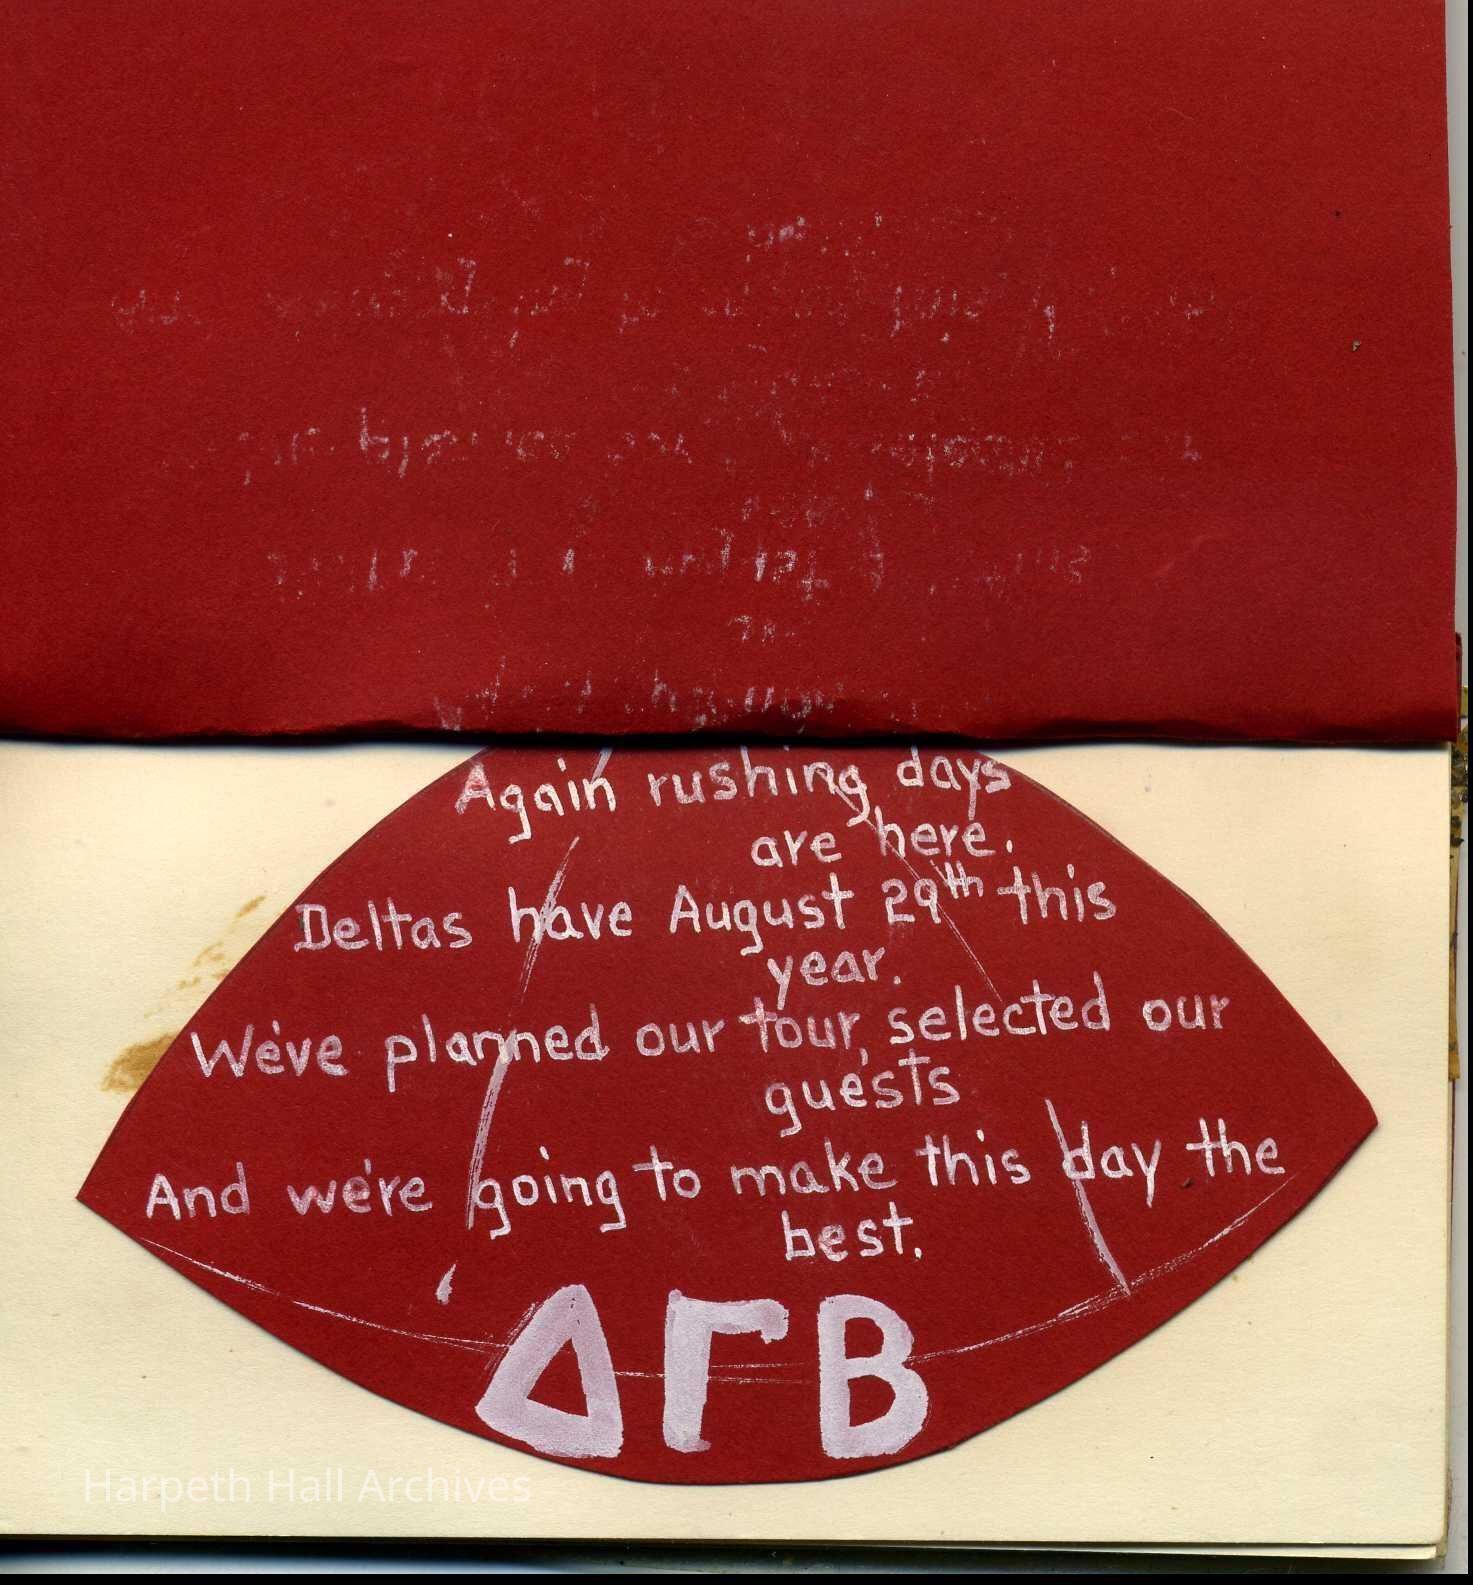 Again rushing days
are here.
Deltas have August 29th this
year.
We've planned our tour, selected our
guests
And we're going to make this day the
best.
ΔΓΒ
Harpeth Hall Archives